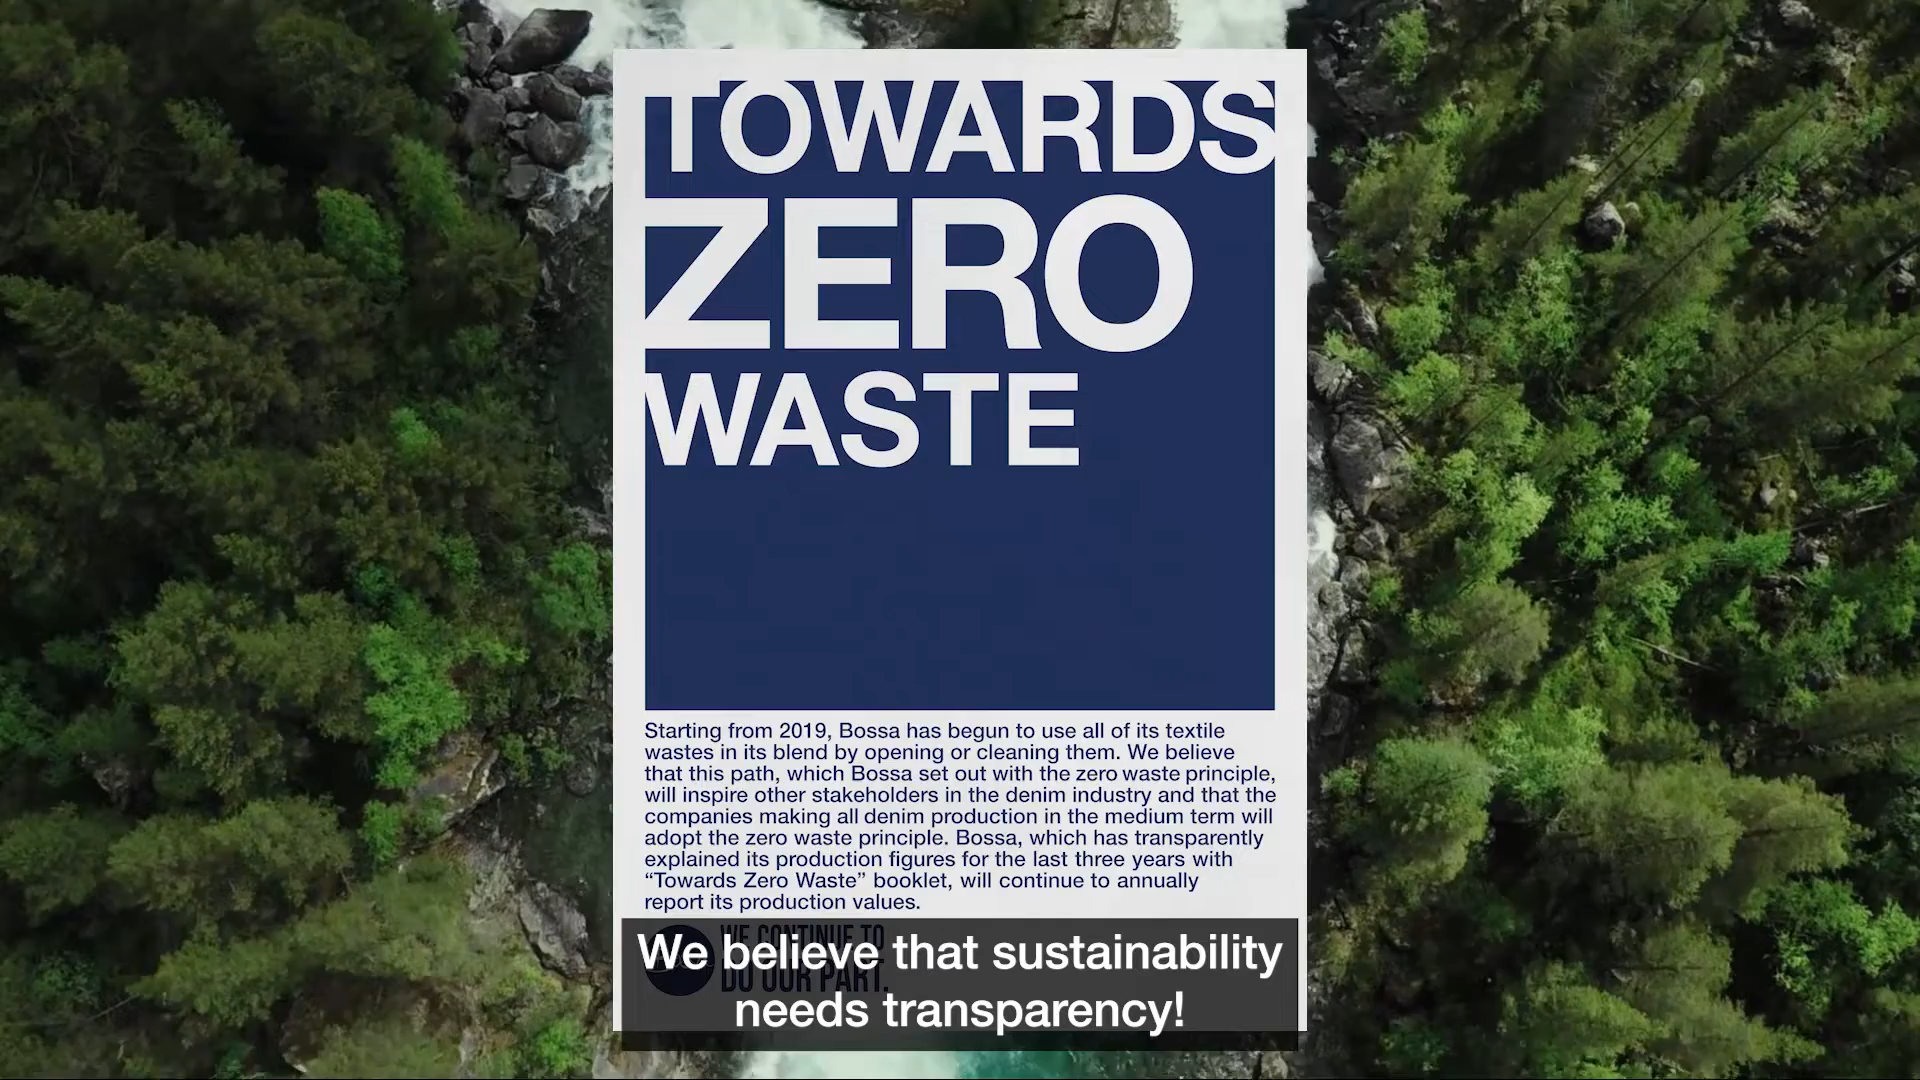 TOWARDS
ZERO
WASTE
Starting from 2019, Bossa has begun to use all of its textile
wastes in its blend by opening or cleaning them. We believe
that this path, which Bossa set out with the zero waste principle,
will inspire other stakeholders in the denim industry and that the
companies making all denim production in the medium term will
adopt the zero waste principle. Bossa, which has transparently
explained its production figures for the last three years with
“Towards Zero Waste” booklet, will continue to annually
report its production values.
WE CONTINUE TO
DO OUR PART.
We believe that sustainability
needs transparency!